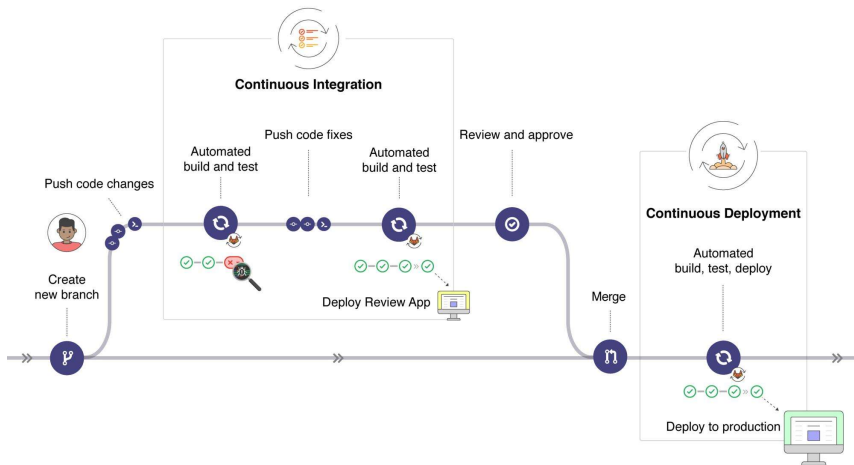 Continuous Integration
Push code fixes
Review and approve
Automated
build and test
Automated
build and test
Push code changes
Continuous Deployment
Automated
build, test, deploy
Create
new branch
Deploy Review App
Merge
Deploy to production